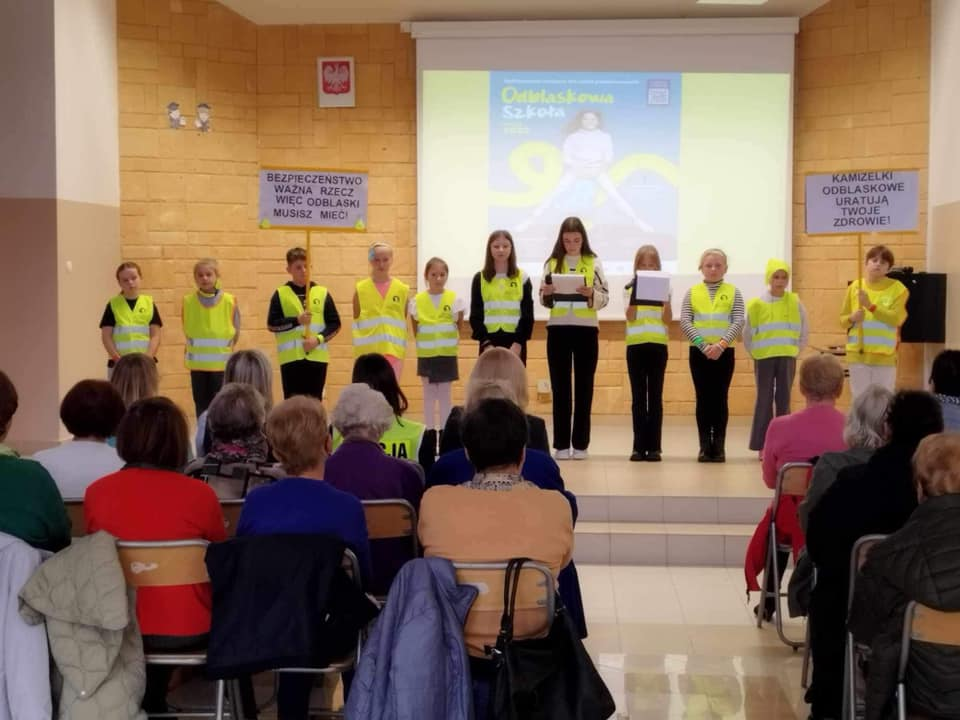 Odblaskowa
Szkoła
BEZPIECZEŃSTWO
WAŻNA RZECZ
WIĘC ODBLASKI
MUSISZ MIEĆ!
KAMIZELKI
ODBLASKOWE
URATUJĄ
TWOJE
ZDROWIE!